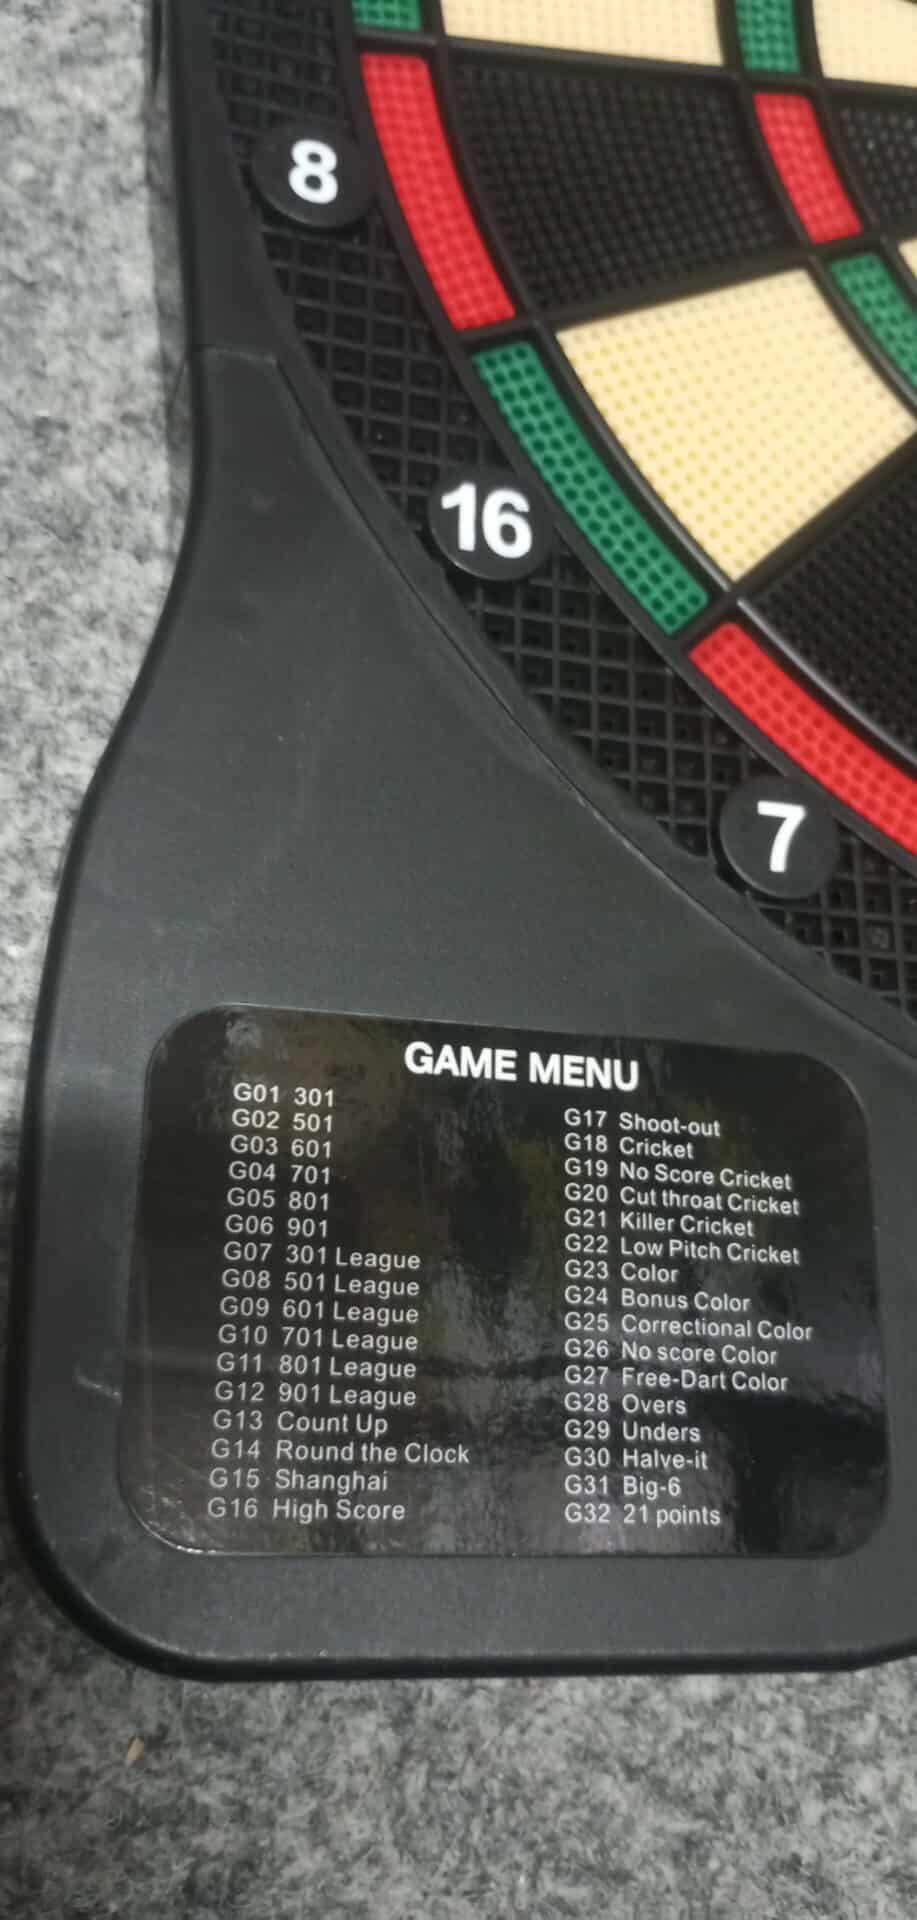 8
16
7
GAME MENU
G01 301
G02 501
G03 601
G04 701
G05 801
G06 901
G07 301 League
G08 501 League
G09 601 League
G10 701 League
G11 801 League
G12 901 League
G13 Count Up
G14 Round the Clock
G15 Shanghai
G16 High Score
G17 Shoot-out
G18 Cricket
G19 No Score Cricket
G20 Cut throat Cricket
G21 Killer Cricket
G22 Low Pitch Cricket
G23 Color
G24 Bonus Color
G25 Correctional Color
G26 No score Color
G27 Free-Dart Color
G28 Overs
G29 Unders
G30 Halve-it
G31 Big-6
G32 21 points